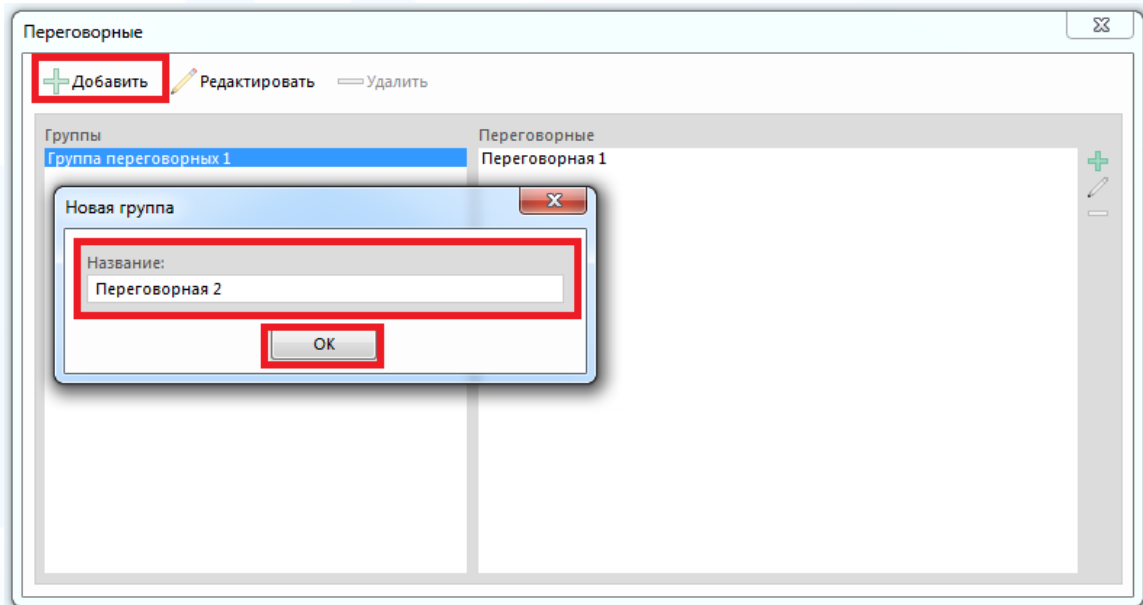 Переговорные
Добавить Редактировать Удалить
Группы Переговорные
Группа переговорных 1 Переговорная 1
Новая группа
Название:
Переговорная 2
OK